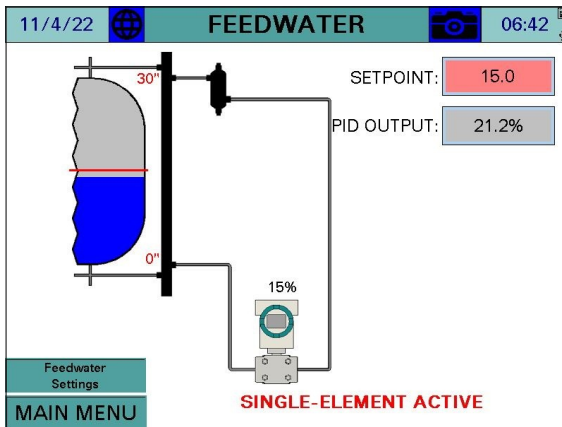 11/4/22 FEEDWATER 06:42
30"
SETPOINT: 15.0
PID OUTPUT: 21.2%
0"
15%
Feedwater
Settings
SINGLE-ELEMENT ACTIVE
MAIN MENU